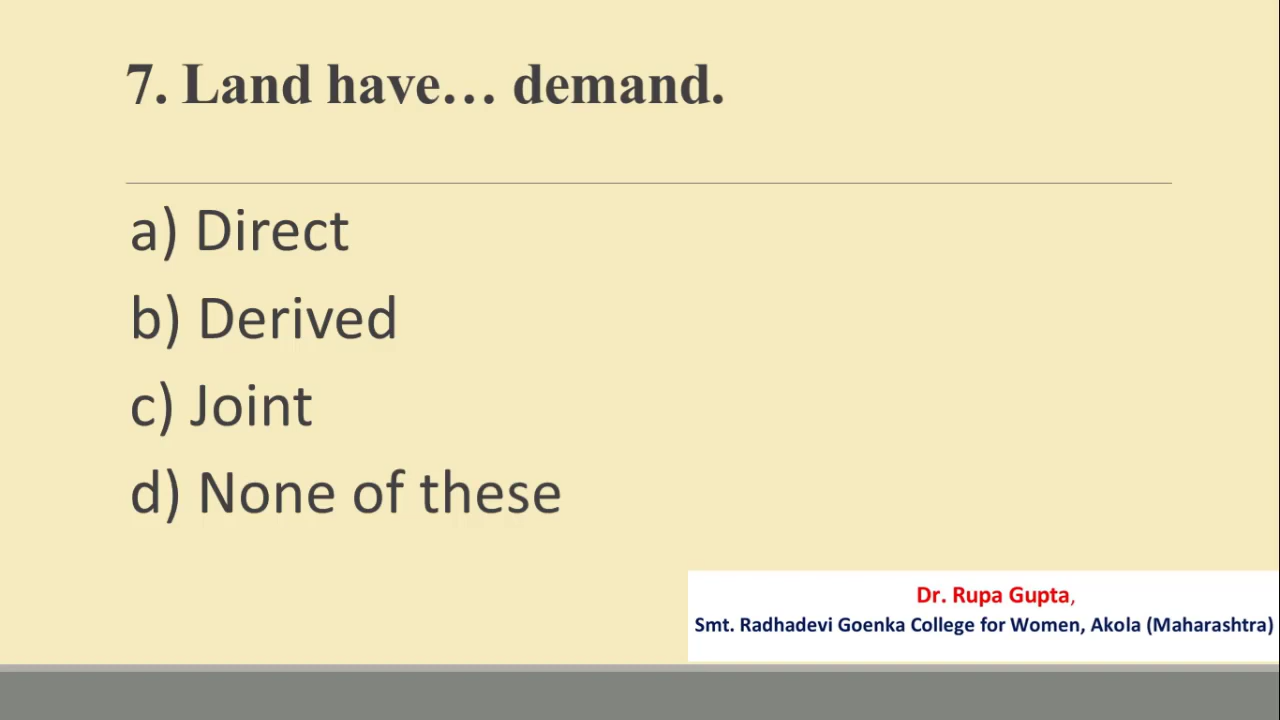 7. Land have… demand.
a) Direct
b) Derived
c) Joint
d) None of these
Dr. Rupa Gupta,
Smt. Radhadevi Goenka College for Women, Akola (Maharashtra)